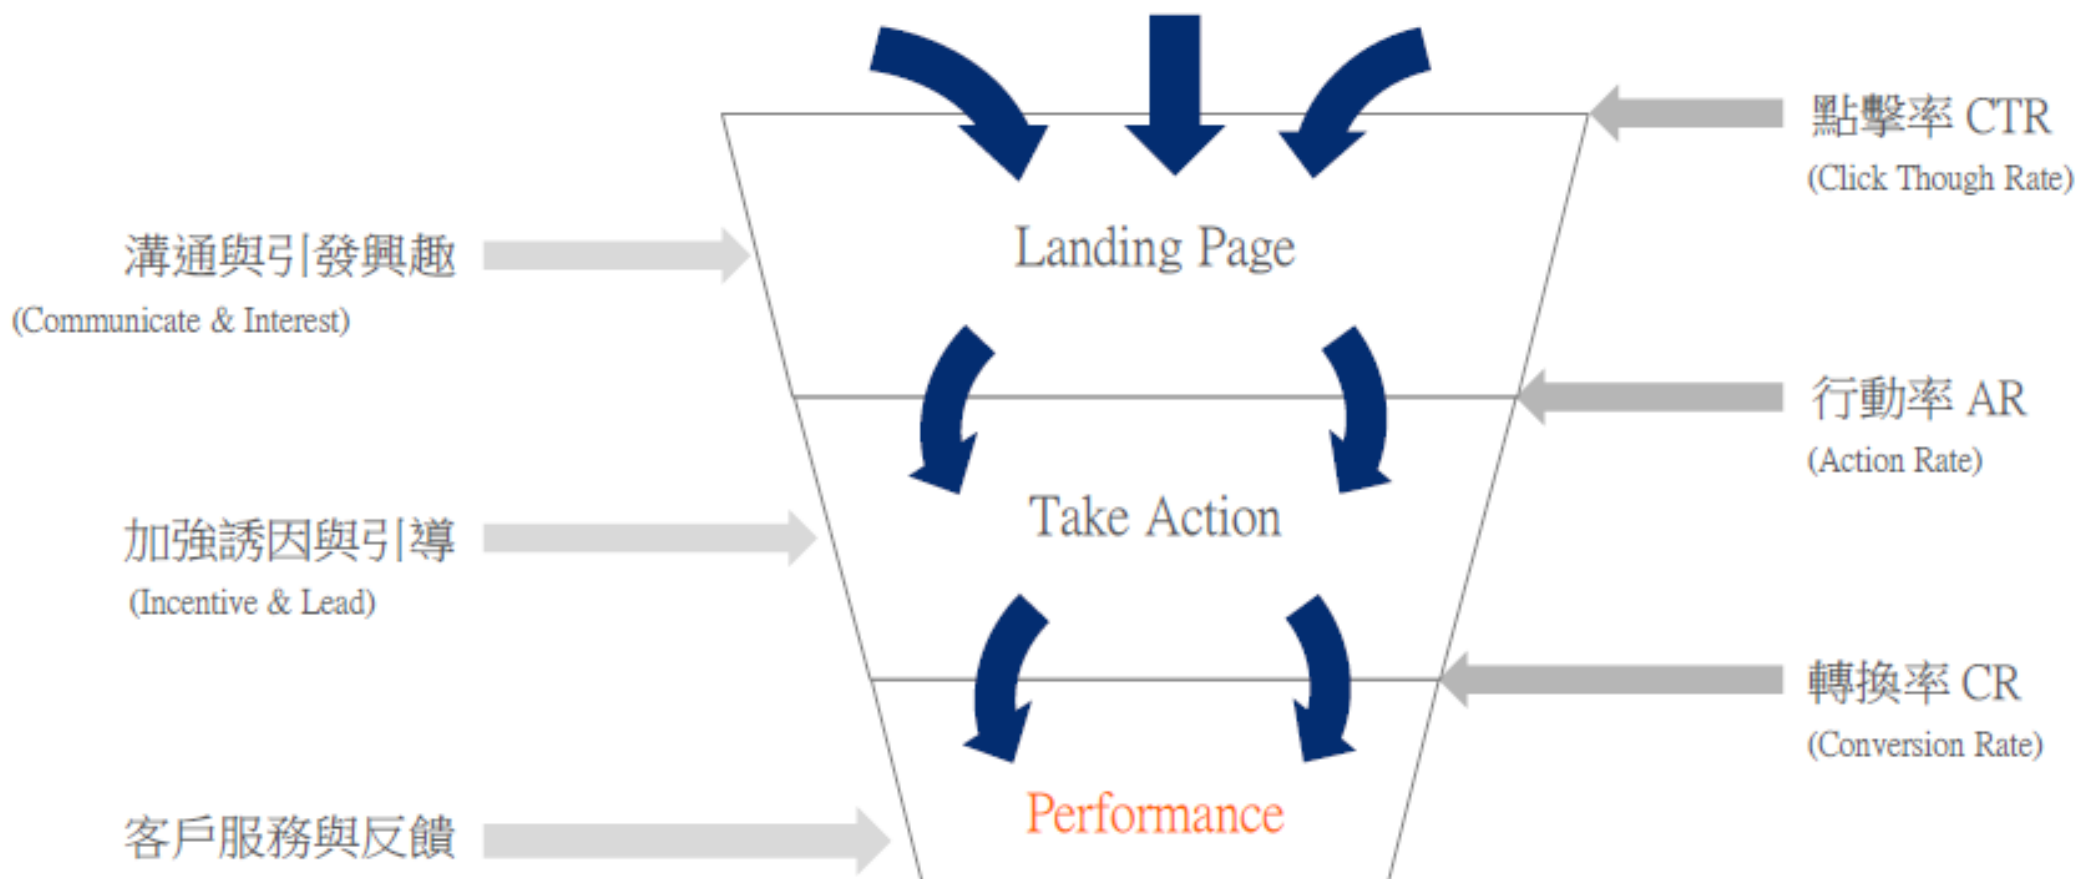 點擊率 CTR
(Click Though Rate)
Landing Page
溝通與引發興趣
(Communicate & Interest)
行動率 AR
(Action Rate)
Take Action
加強誘因與引導
(Incentive & Lead)
轉換率 CR
(Conversion Rate)
Performance
客戶服務與反饋